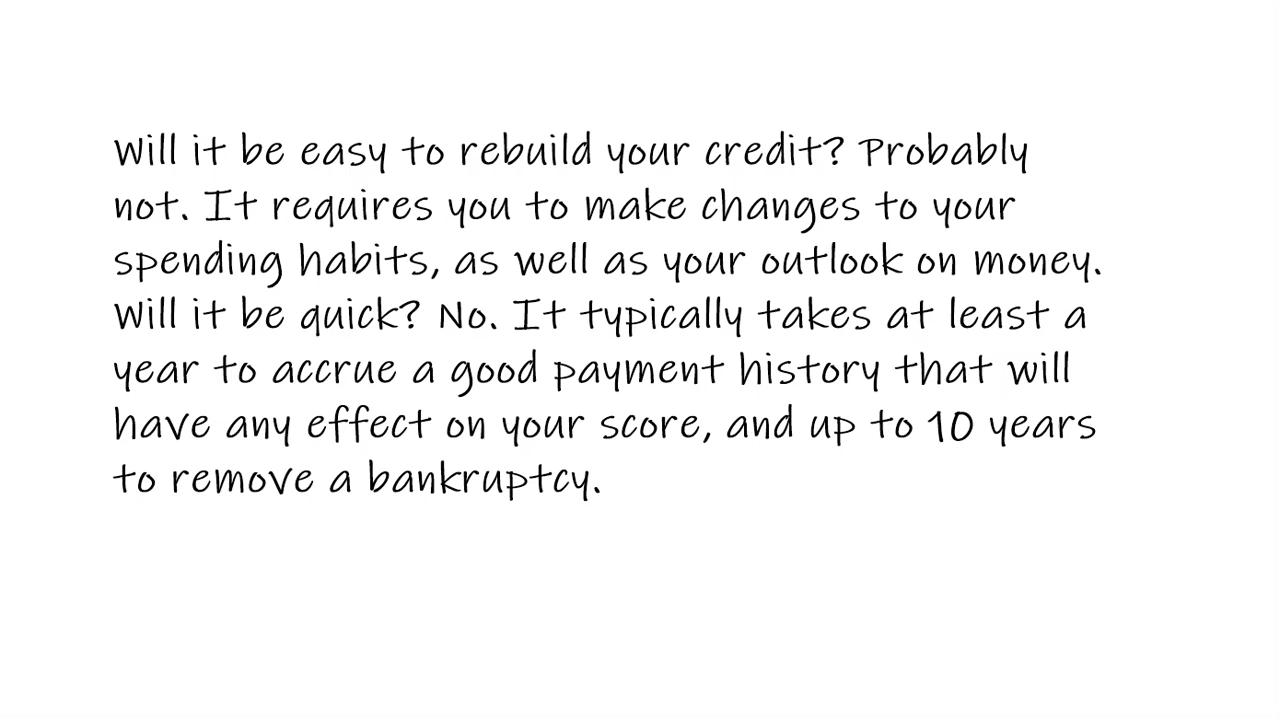 Will it be easy to rebuild your credit? Probably
not. It requires you to make changes to your
spending habits, as well as your outlook on money.
Will it be quick? No. It typically takes at least a
year to accrue a good payment history that will
have any effect on your score, and up to 10 years
to remove a bankruptcy.